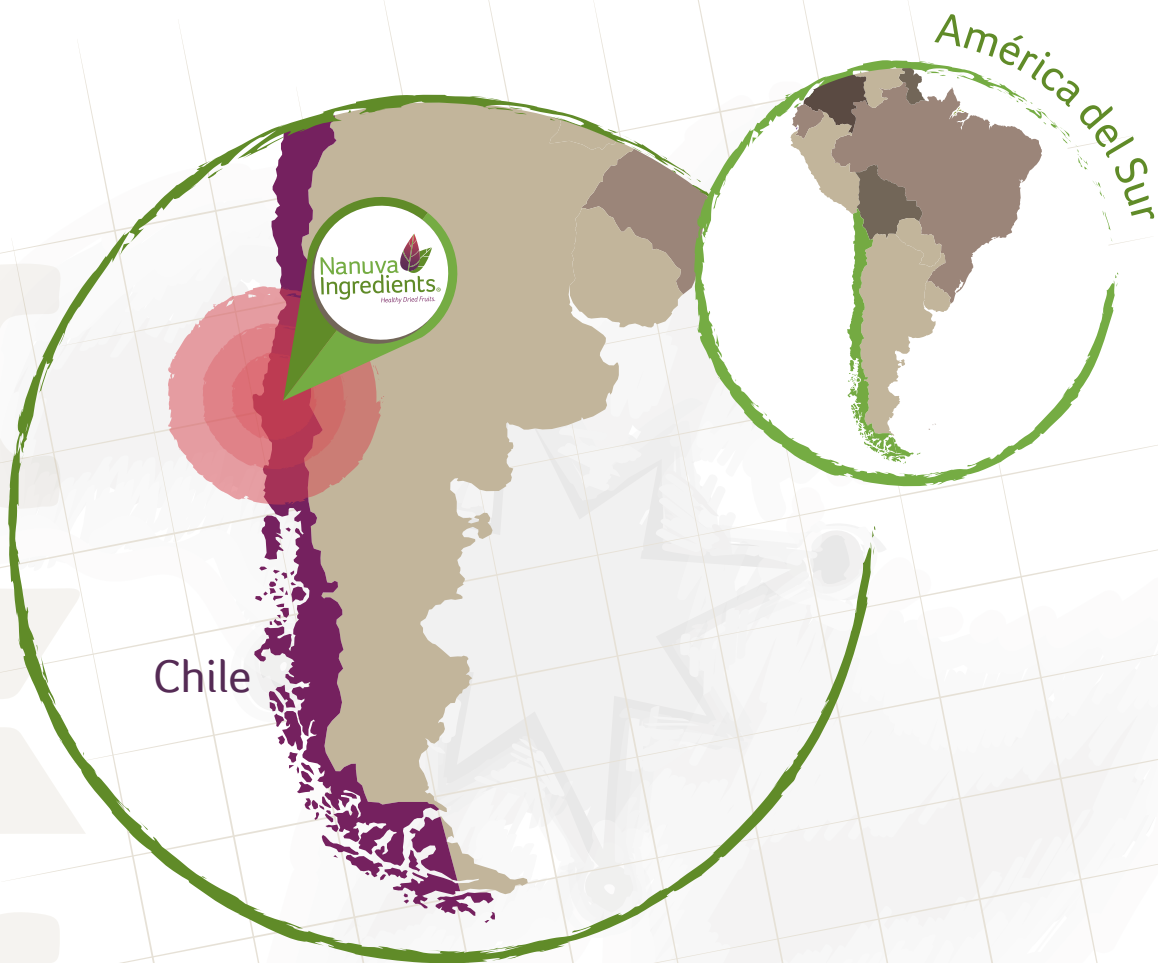 América del Sur
Nanuva
Ingredients®
Healthy Dried Fruits.
Chile